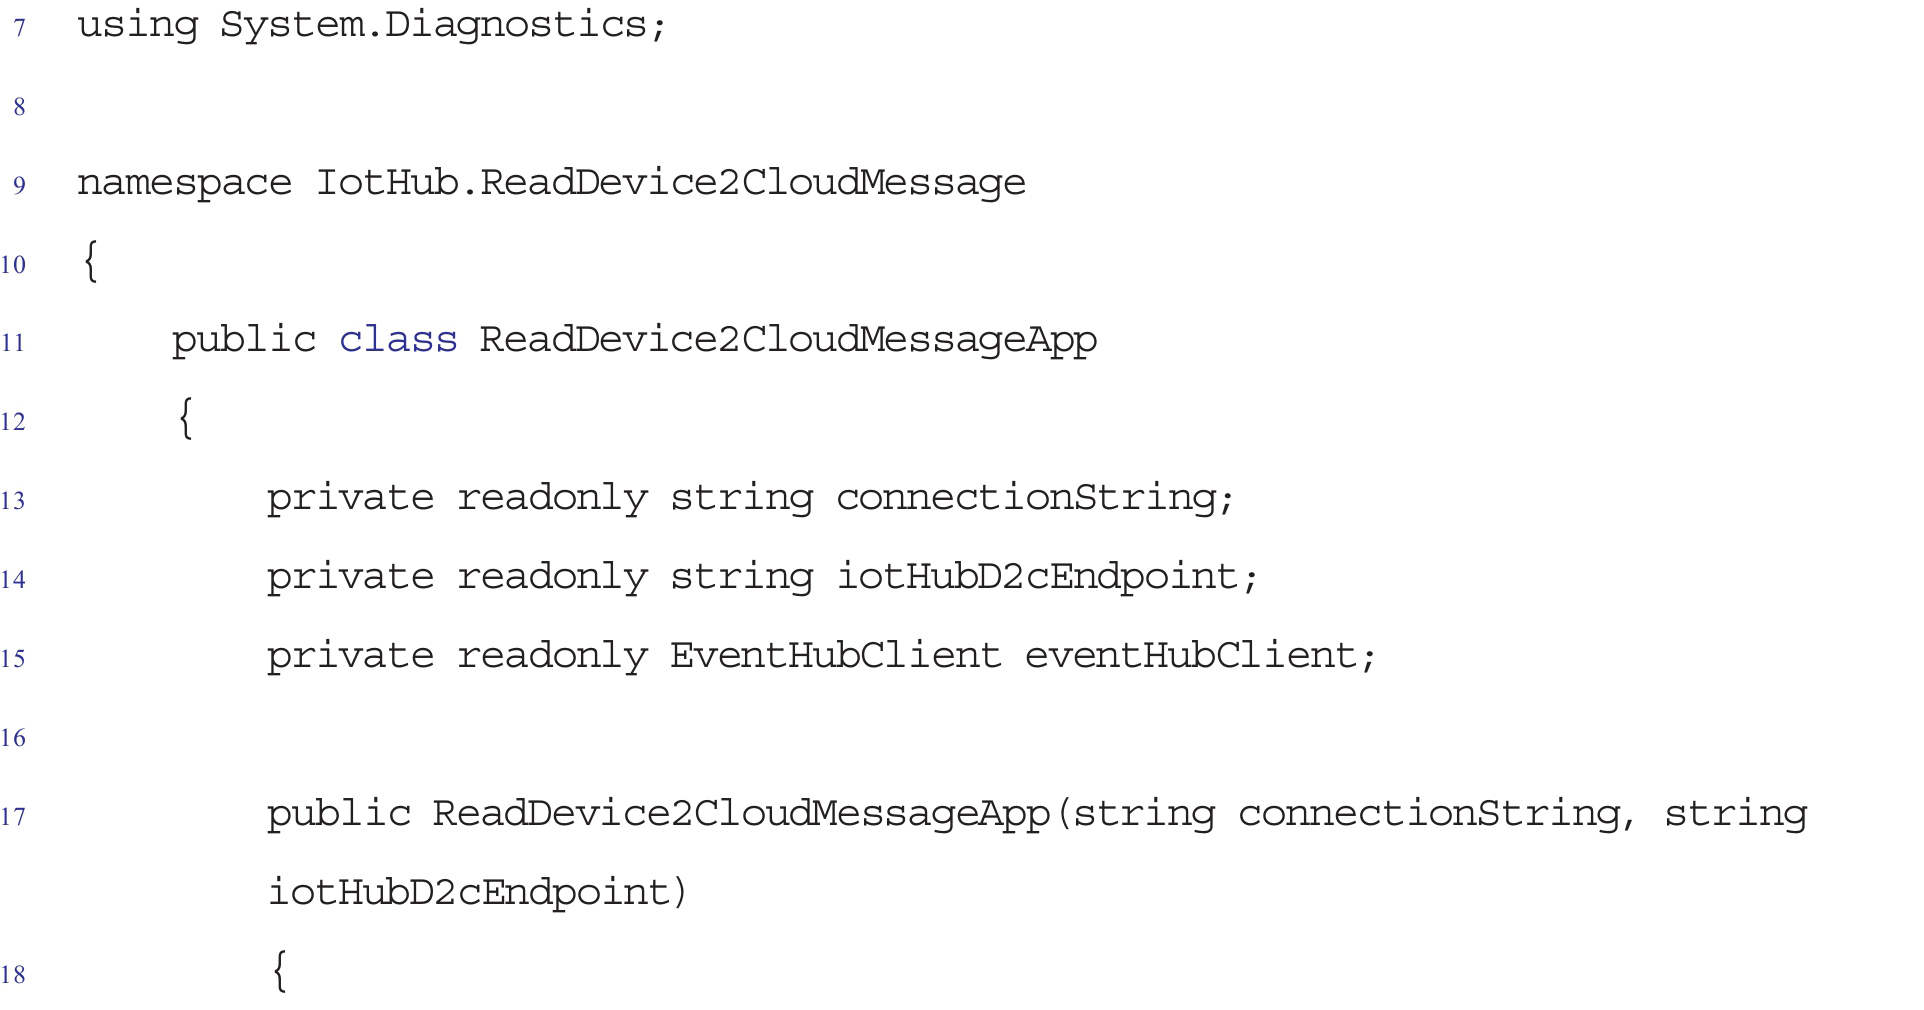 7 using System.Diagnostics;
8
9 namespace IotHub.ReadDevice2CloudMessage
10 {
11 public class ReadDevice2CloudMessageApp
12 {
13 private readonly string connectionString;
14 private readonly string iotHubD2cEndpoint;
15 private readonly EventHubClient eventHubClient;
16
17 public ReadDevice2CloudMessageApp(string connectionString, string
iotHubD2cEndpoint)
18 {